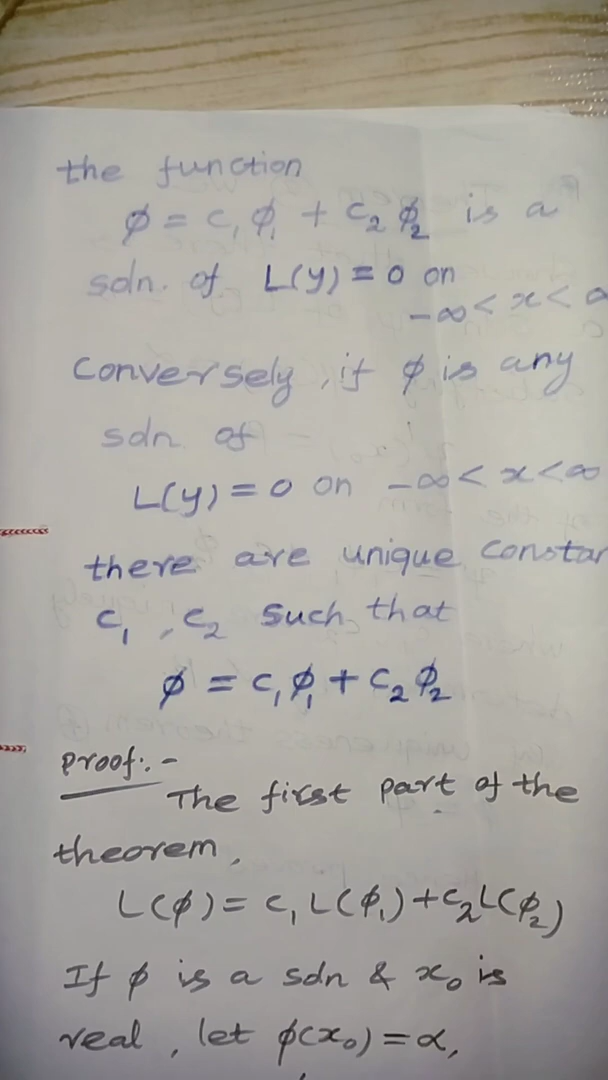 the function
ϕ = c₁ϕ₁ + c₂ϕ₂ is a
soln. of L(y) = 0 on
-∞ < x < ∞
Conversely, if ϕ is any
soln of
L(y) = 0 on -∞ < x < ∞
there are unique constan
c₁, c₂ such that
ϕ = c₁ϕ₁ + c₂ϕ₂
Proof:-
The first part of the
theorem,
L(ϕ) = c₁L(ϕ₁) + c₂L(ϕ₂)
If ϕ is a soln & x₀ is
real, let ϕ(x₀) = α,